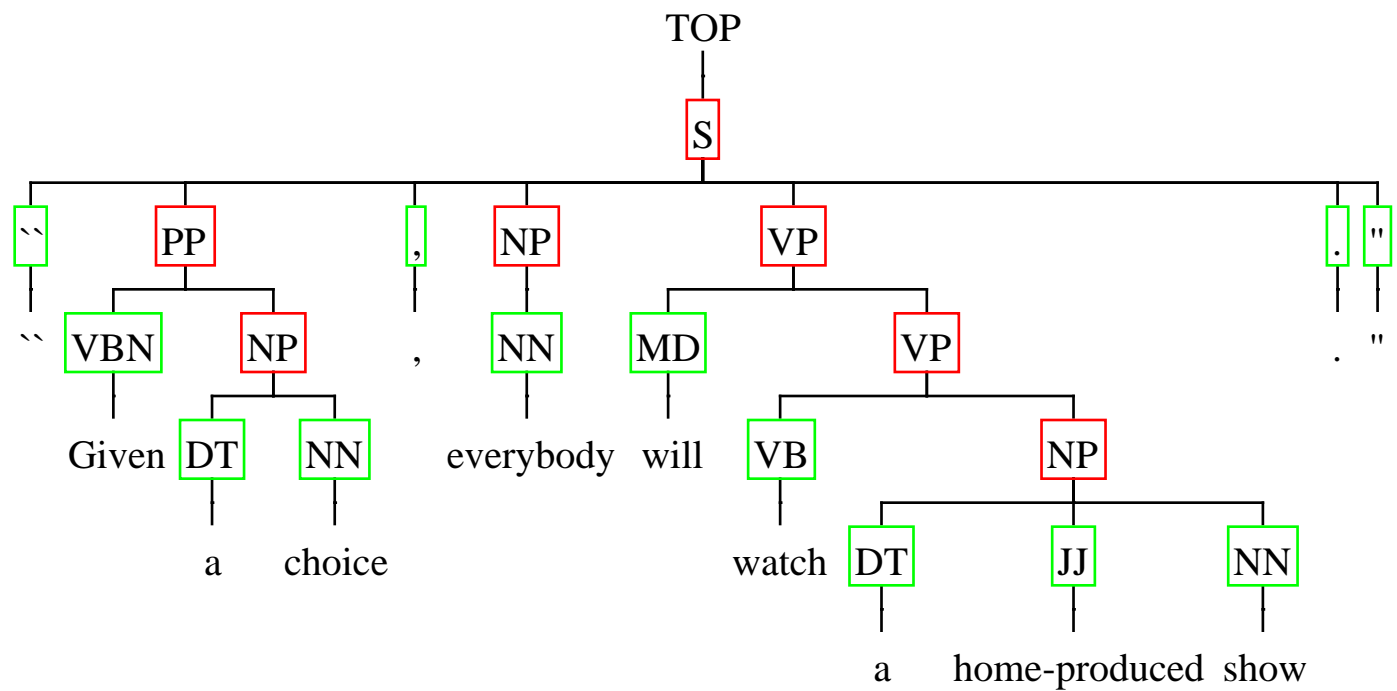 TOP
S
`` PP , NP VP . "
`` VBN NP , NN MD VP . "
Given DT NN everybody will VB NP
a choice watch DT JJ NN
a home-produced show